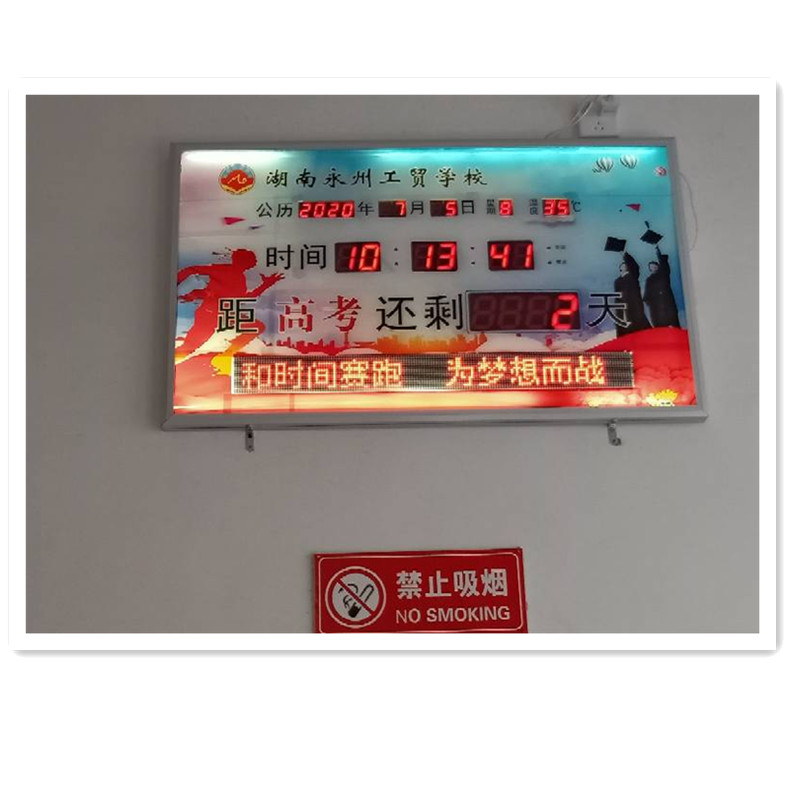 湖南永州工贸学校
公历2020年 7月 5日 星期8 温度35℃
时间10:13:41
距高考还剩2天
和时间赛跑 为梦想而战
禁止吸烟
NO SMOKING